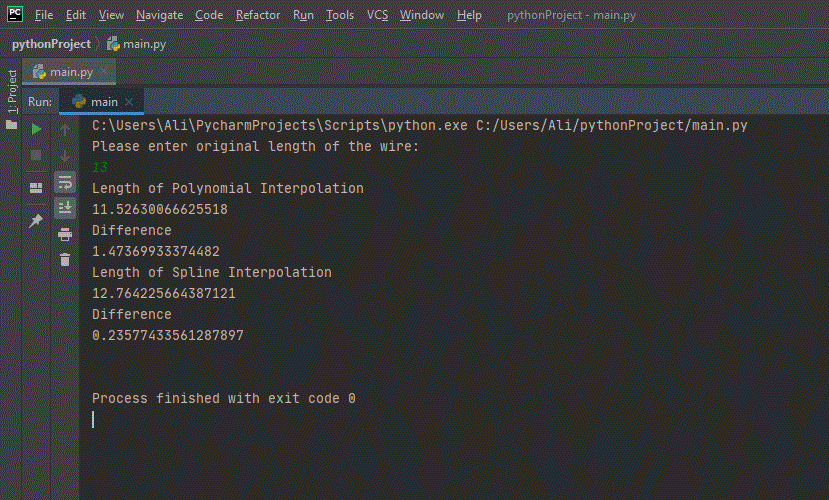 PC File Edit View Navigate Code Refactor Run Tools VCS Window Help pythonProject - main.py
pythonProject main.py
main.py
1: Project
Run: main
C:\Users\Ali\PycharmProjects\Scripts\python.exe C:/Users/Ali/pythonProject/main.py
Please enter original length of the wire:
13
Length of Polynomial Interpolation
11.52630066625518
Difference
1.47369933374482
Length of Spline Interpolation
12.764225664387121
Difference
0.23577433561287897
Process finished with exit code 0